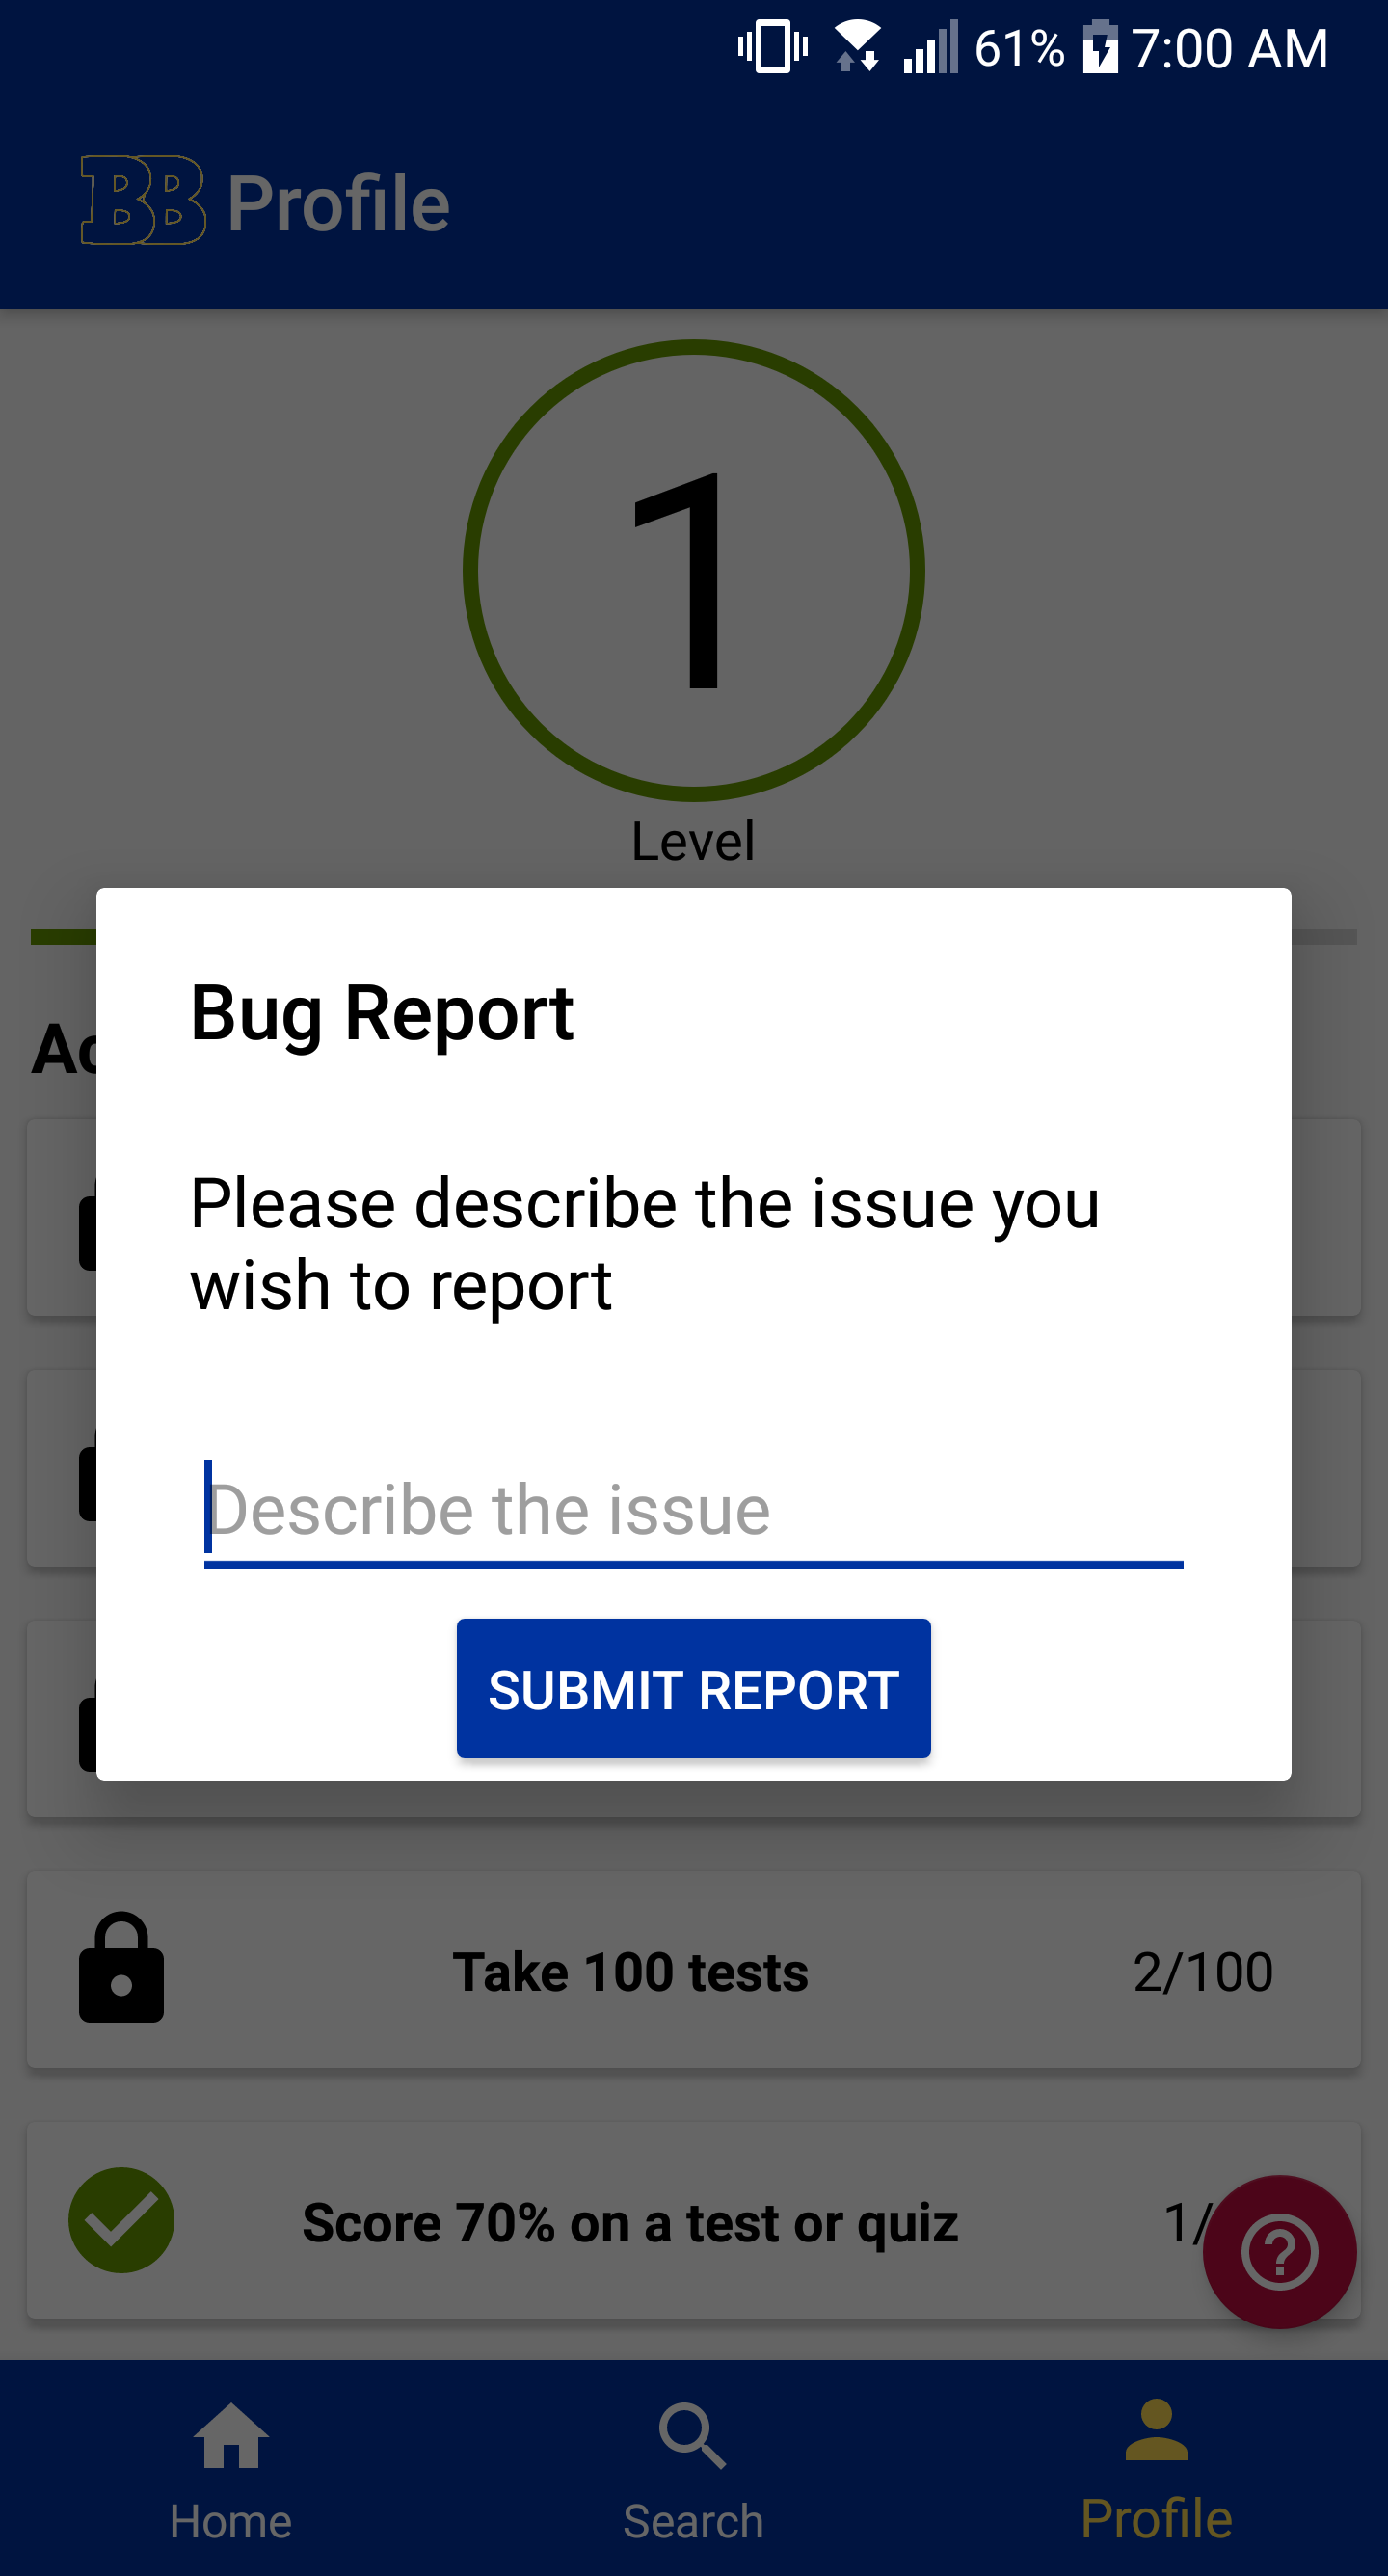 61% 7:00 AM
BB Profile
1
Level
Bug Report
Please describe the issue you
wish to report
Describe the issue
SUBMIT REPORT
Take 100 tests 2/100
Score 70% on a test or quiz 1/
Home Search Profile